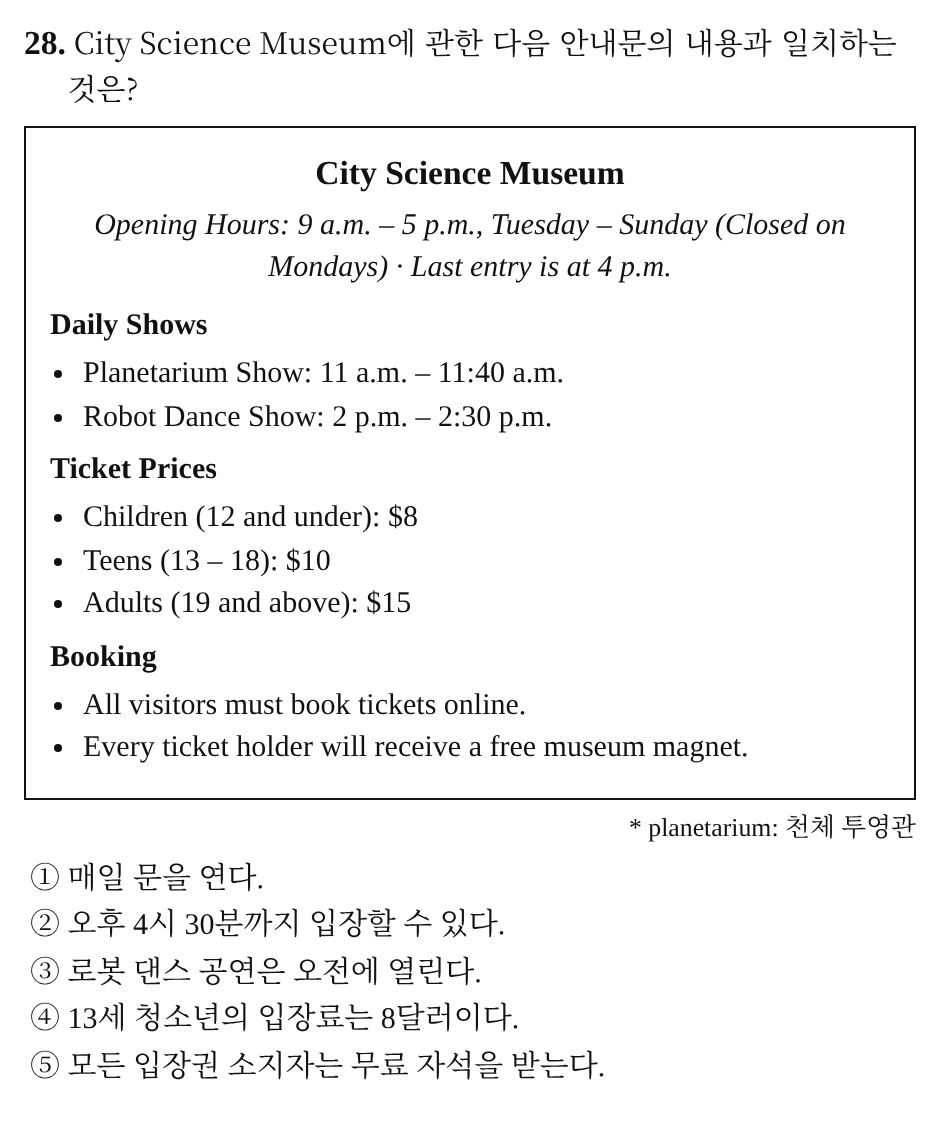 28. City Science Museum에 관한 다음 안내문의 내용과 일치하는
것은?
City Science Museum
Opening Hours: 9 a.m. – 5 p.m., Tuesday – Sunday (Closed on
Mondays) · Last entry is at 4 p.m.
Daily Shows
• Planetarium Show: 11 a.m. – 11:40 a.m.
• Robot Dance Show: 2 p.m. – 2:30 p.m.
Ticket Prices
• Children (12 and under): $8
• Teens (13 – 18): $10
• Adults (19 and above): $15
Booking
• All visitors must book tickets online.
• Every ticket holder will receive a free museum magnet.
* planetarium: 천체 투영관
① 매일 문을 연다.
② 오후 4시 30분까지 입장할 수 있다.
③ 로봇 댄스 공연은 오전에 열린다.
④ 13세 청소년의 입장료는 8달러이다.
⑤ 모든 입장권 소지자는 무료 자석을 받는다.